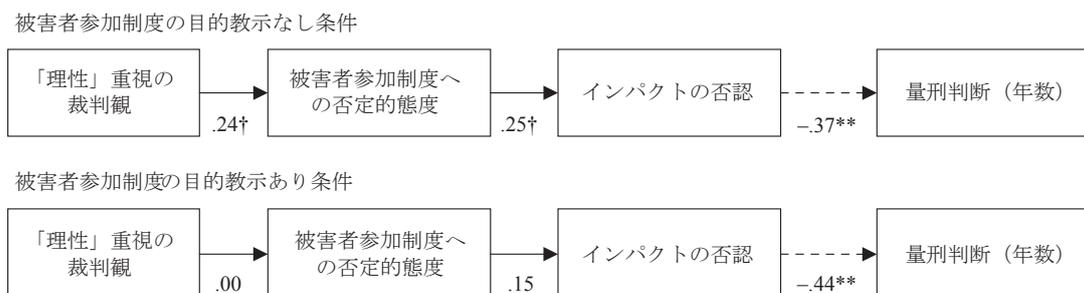 被害者参加制度の目的教示なし条件
「理性」重視の
裁判観
被害者参加制度へ
の否定的態度
インパクトの否認
量刑判断（年数）
.24†
.25†
–.37**
被害者参加制度の目的教示あり条件
「理性」重視の
裁判観
被害者参加制度へ
の否定的態度
インパクトの否認
量刑判断（年数）
.00
.15
–.44**